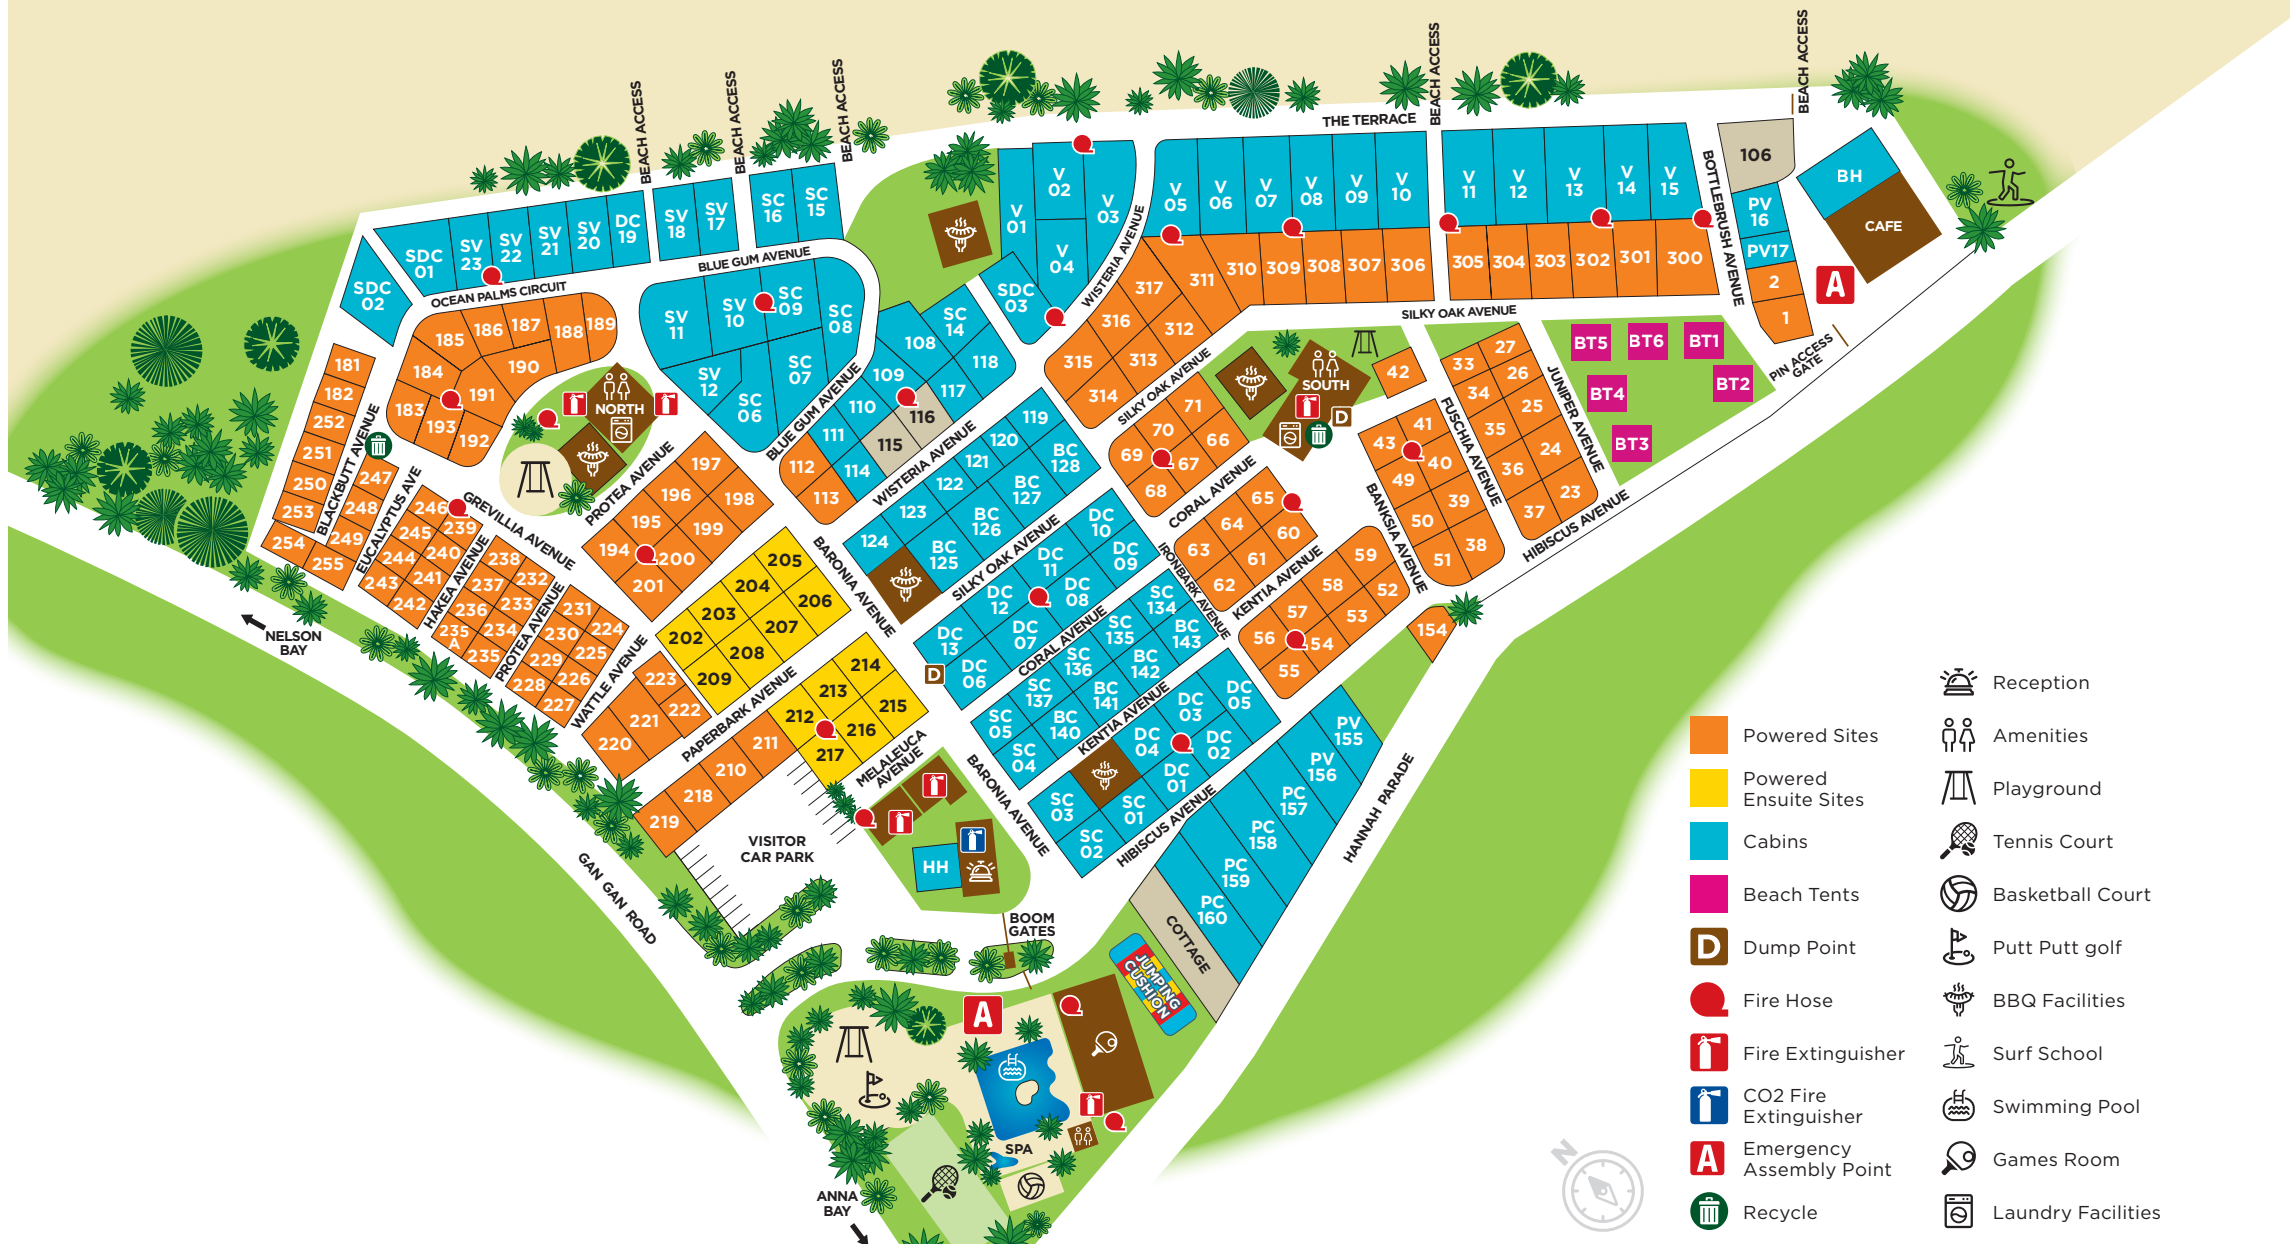 BEACH ACCESS
BEACH ACCESS
BEACH ACCESS
BEACH ACCESS
BEACH ACCESS
THE TERRACE
106
BH
CAFE
PV
16
PV17
2
1
A
PIN ACCESS
GATE
BOTTLEBRUSH AVENUE
V
01
V
02
V
03
V
04
SDC
03
WISTERIA AVENUE
V
05
V
06
V
07
V
08
V
09
V
10
V
11
V
12
V
13
V
14
V
15
317
311
310
309
308
307
306
305
304
303
302
301
300
316
312
315
313
314
SILKY OAK AVENUE
SILKY OAK AVENUE
SDC
02
SDC
01
SV
23
SV
22
SV
21
SV
20
DC
19
SV
18
SV
17
SC
16
SC
15
OCEAN PALMS CIRCUIT
BLUE GUM AVENUE
SV
11
SV
10
SC
09
SC
08
SV
12
SC
07
SC
06
BLUE GUM AVENUE
SC
14
108
118
109
117
110
116
111
115
112
114
113
WISTERIA AVENUE
185
186
187
188
189
184
190
183
191
193
192
181
182
252
251
250
253
254
255
BLACKBUTT AVENUE
247
248
249
EUCALYPTUS AVE
246
239
245
240
244
241
243
242
HAKEA AVENUE
GREVILLIA AVENUE
238
237
232
236
233
235
A
234
235
PROTEA AVENUE
231
230
224
229
225
228
226
227
WATTLE AVENUE
NORTH
PROTEA AVENUE
197
196
198
195
199
194
200
201
205
204
206
203
207
202
208
209
223
222
221
220
PAPERBARK AVENUE
214
213
215
212
216
217
211
210
218
219
MELALEUCA
AVENUE
BARONIA AVENUE
119
120
121
122
123
124
BC
128
BC
127
BC
126
BC
125
SILKY OAK AVENUE
DC
10
DC
09
DC
11
DC
08
DC
12
DC
07
DC
13
DC
06
D
CORAL AVENUE
SC
134
BC
143
SC
135
BC
142
SC
136
BC
141
SC
137
BC
140
SC
05
SC
04
KENTIA AVENUE
DC
05
DC
03
DC
02
DC
04
DC
01
SC
03
SC
01
SC
02
HIBISCUS AVENUE
BARONIA AVENUE
SOUTH
D
42
71
70
66
69
67
68
CORAL AVENUE
65
64
60
63
61
62
IRONBARK AVENUE
KENTIA AVENUE
59
58
52
57
53
56
54
55
BANKSIA AVENUE
43
41
40
49
39
50
38
51
FUSCHIA AVENUE
27
33
26
34
25
35
24
36
23
37
JUNIPER AVENUE
HIBISCUS AVENUE
BT5
BT6
BT1
BT4
BT2
BT3
154
PV
155
PV
156
PC
157
PC
158
PC
159
PC
160
COTTAGE
HANNAH PARADE
JUMPING
CUSHION
VISITOR
CAR PARK
HH
BOOM
GATES
A
SPA
GAN GAN ROAD
NELSON
BAY
ANNA
BAY
N
Powered Sites
Powered
Ensuite Sites
Cabins
Beach Tents
D
Dump Point
Fire Hose
Fire Extinguisher
CO2 Fire
Extinguisher
A
Emergency
Assembly Point
Recycle
Reception
Amenities
Playground
Tennis Court
Basketball Court
Putt Putt golf
BBQ Facilities
Surf School
Swimming Pool
Games Room
Laundry Facilities